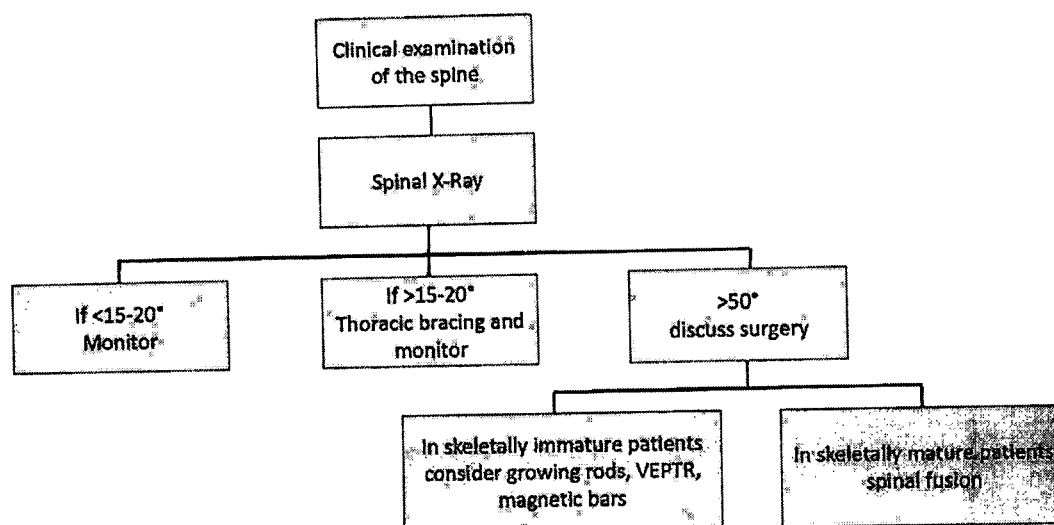 Clinical examination
of the spine
Spinal X-Ray
If <15-20°
Monitor
If >15-20°
Thoracic bracing and
monitor
>50°
discuss surgery
In skeletally immature patients
consider growing rods, VEPTR,
magnetic bars
In skeletally mature patients
spinal fusion